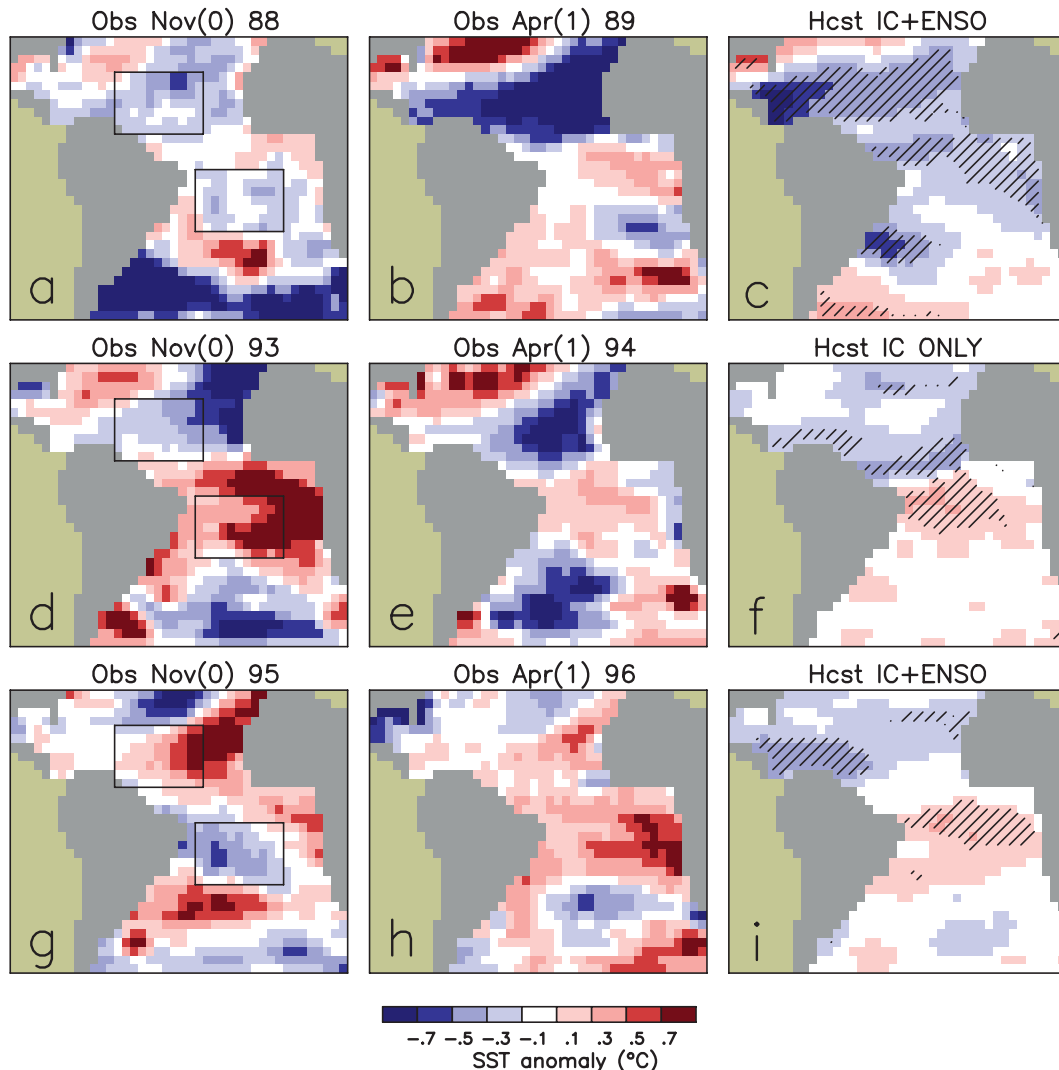 Obs Nov(0) 88
Obs Apr(1) 89
Hcst IC+ENSO
a
b
c
Obs Nov(0) 93
Obs Apr(1) 94
Hcst IC ONLY
d
e
f
Obs Nov(0) 95
Obs Apr(1) 96
Hcst IC+ENSO
g
h
i
-.7 -.5 -.3 -.1 .1 .3 .5 .7
SST anomaly (°C)